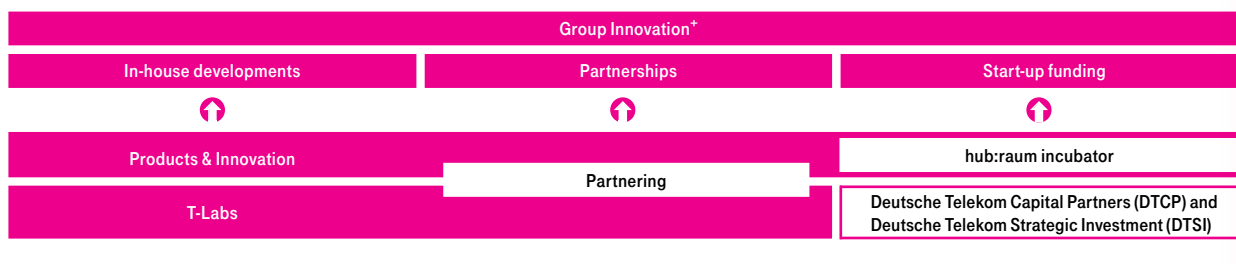 Group Innovation+
In-house developments
Partnerships
Start-up funding
Products & Innovation
hub:raum incubator
Partnering
T-Labs
Deutsche Telekom Capital Partners (DTCP) and
Deutsche Telekom Strategic Investment (DTSI)